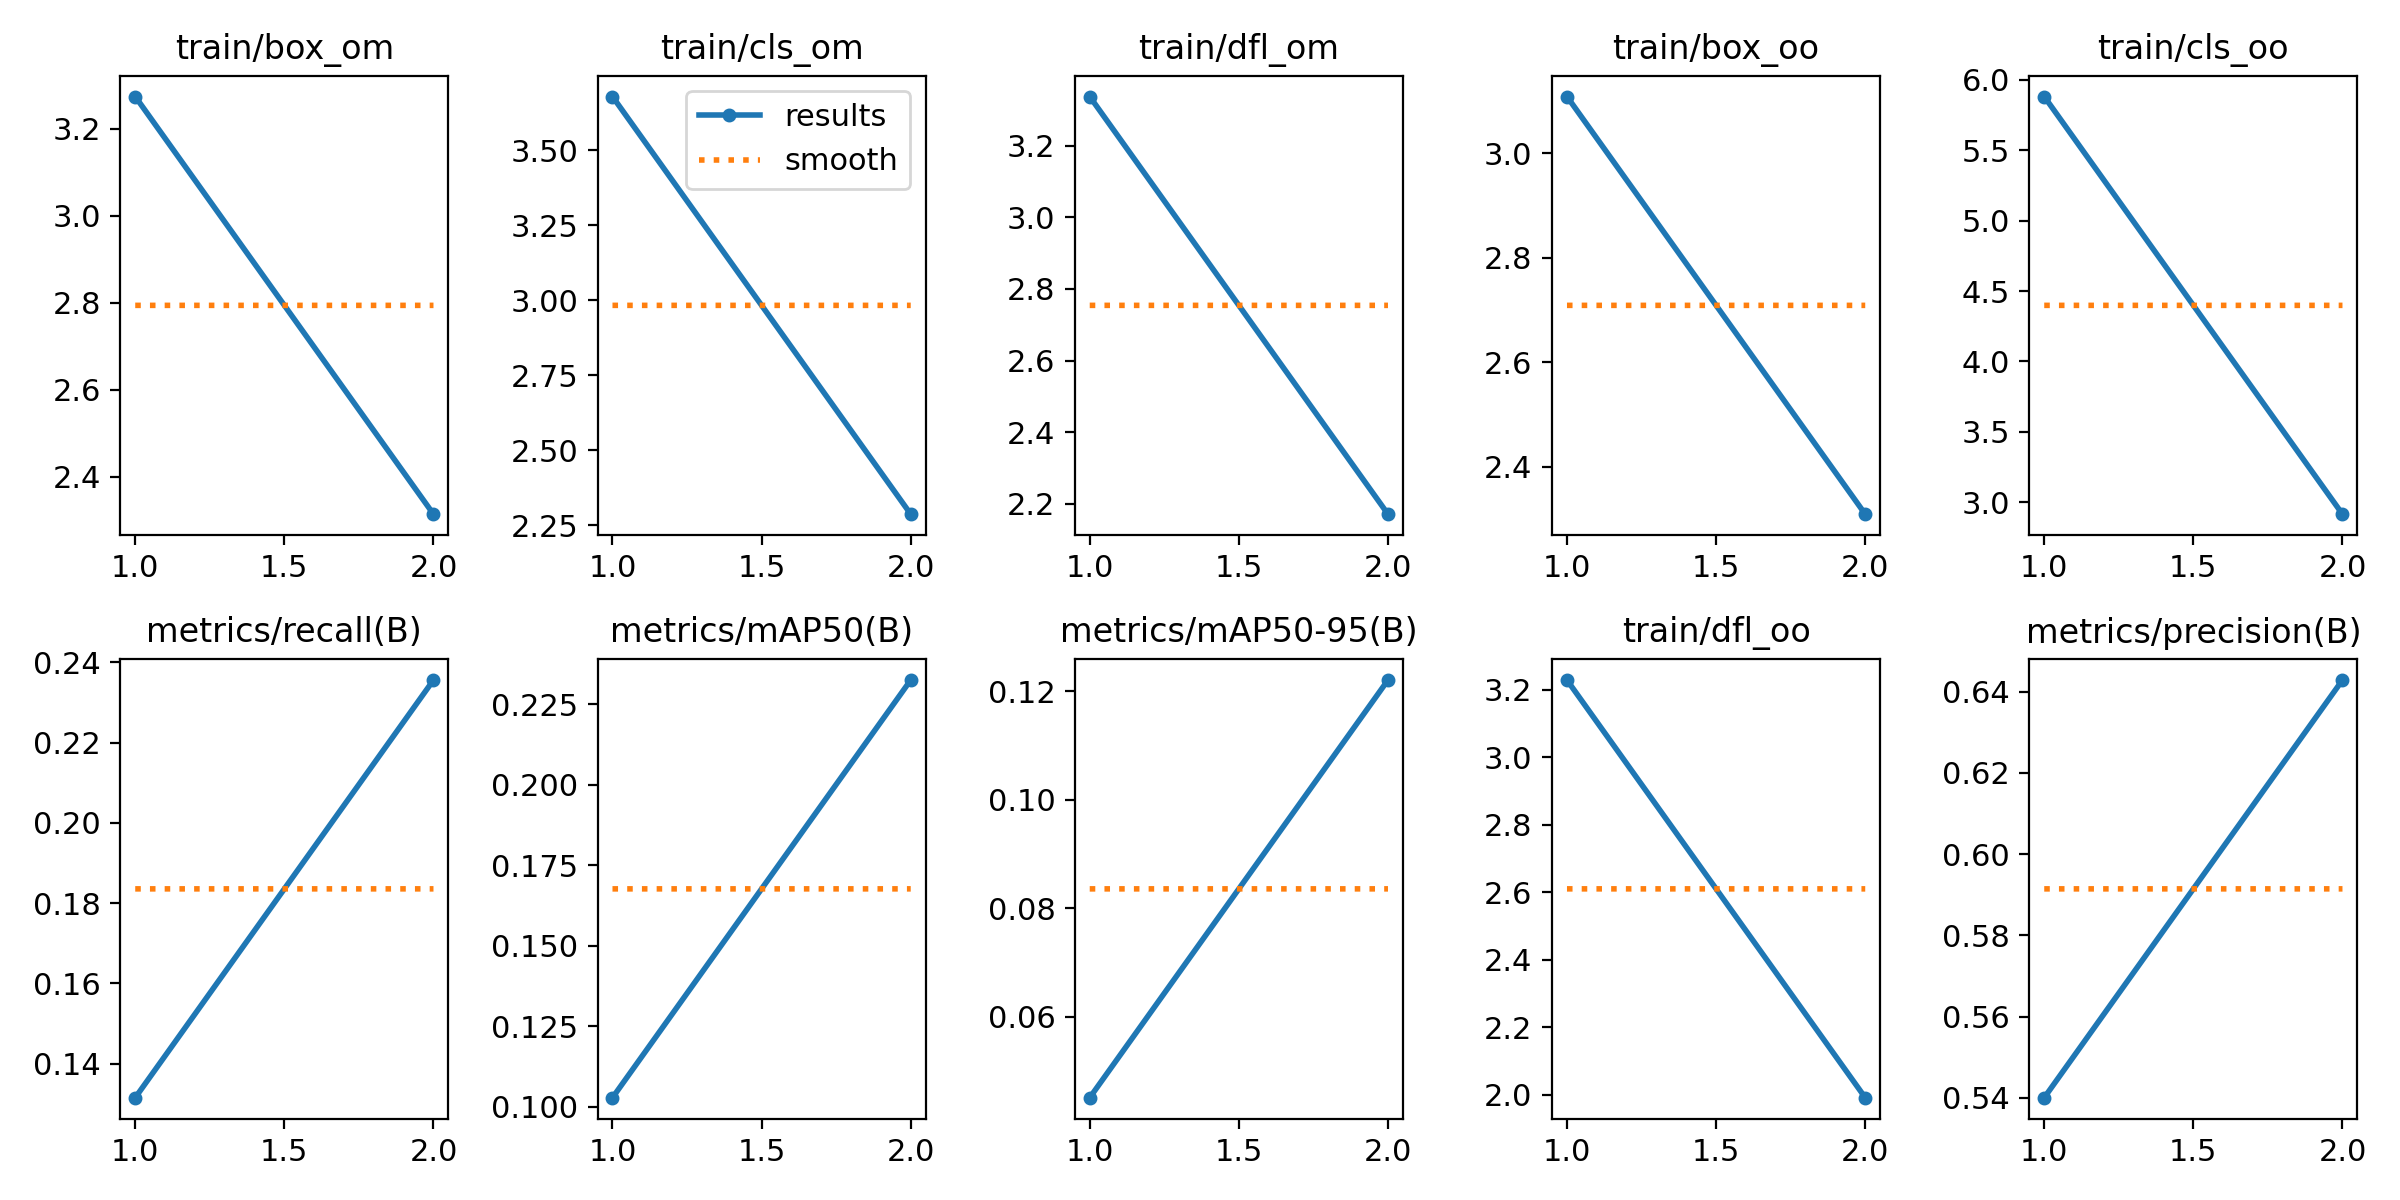 train/box_om
3.2
3.0
2.8
2.6
2.4
1.0 1.5 2.0
train/cls_om
results
smooth
3.50
3.25
3.00
2.75
2.50
2.25
1.0 1.5 2.0
train/dfl_om
3.2
3.0
2.8
2.6
2.4
2.2
1.0 1.5 2.0
train/box_oo
3.0
2.8
2.6
2.4
1.0 1.5 2.0
train/cls_oo
6.0
5.5
5.0
4.5
4.0
3.5
3.0
1.0 1.5 2.0
metrics/recall(B)
0.24
0.22
0.20
0.18
0.16
0.14
1.0 1.5 2.0
metrics/mAP50(B)
0.225
0.200
0.175
0.150
0.125
0.100
1.0 1.5 2.0
metrics/mAP50-95(B)
0.12
0.10
0.08
0.06
1.0 1.5 2.0
train/dfl_oo
3.2
3.0
2.8
2.6
2.4
2.2
2.0
1.0 1.5 2.0
metrics/precision(B)
0.64
0.62
0.60
0.58
0.56
0.54
1.0 1.5 2.0